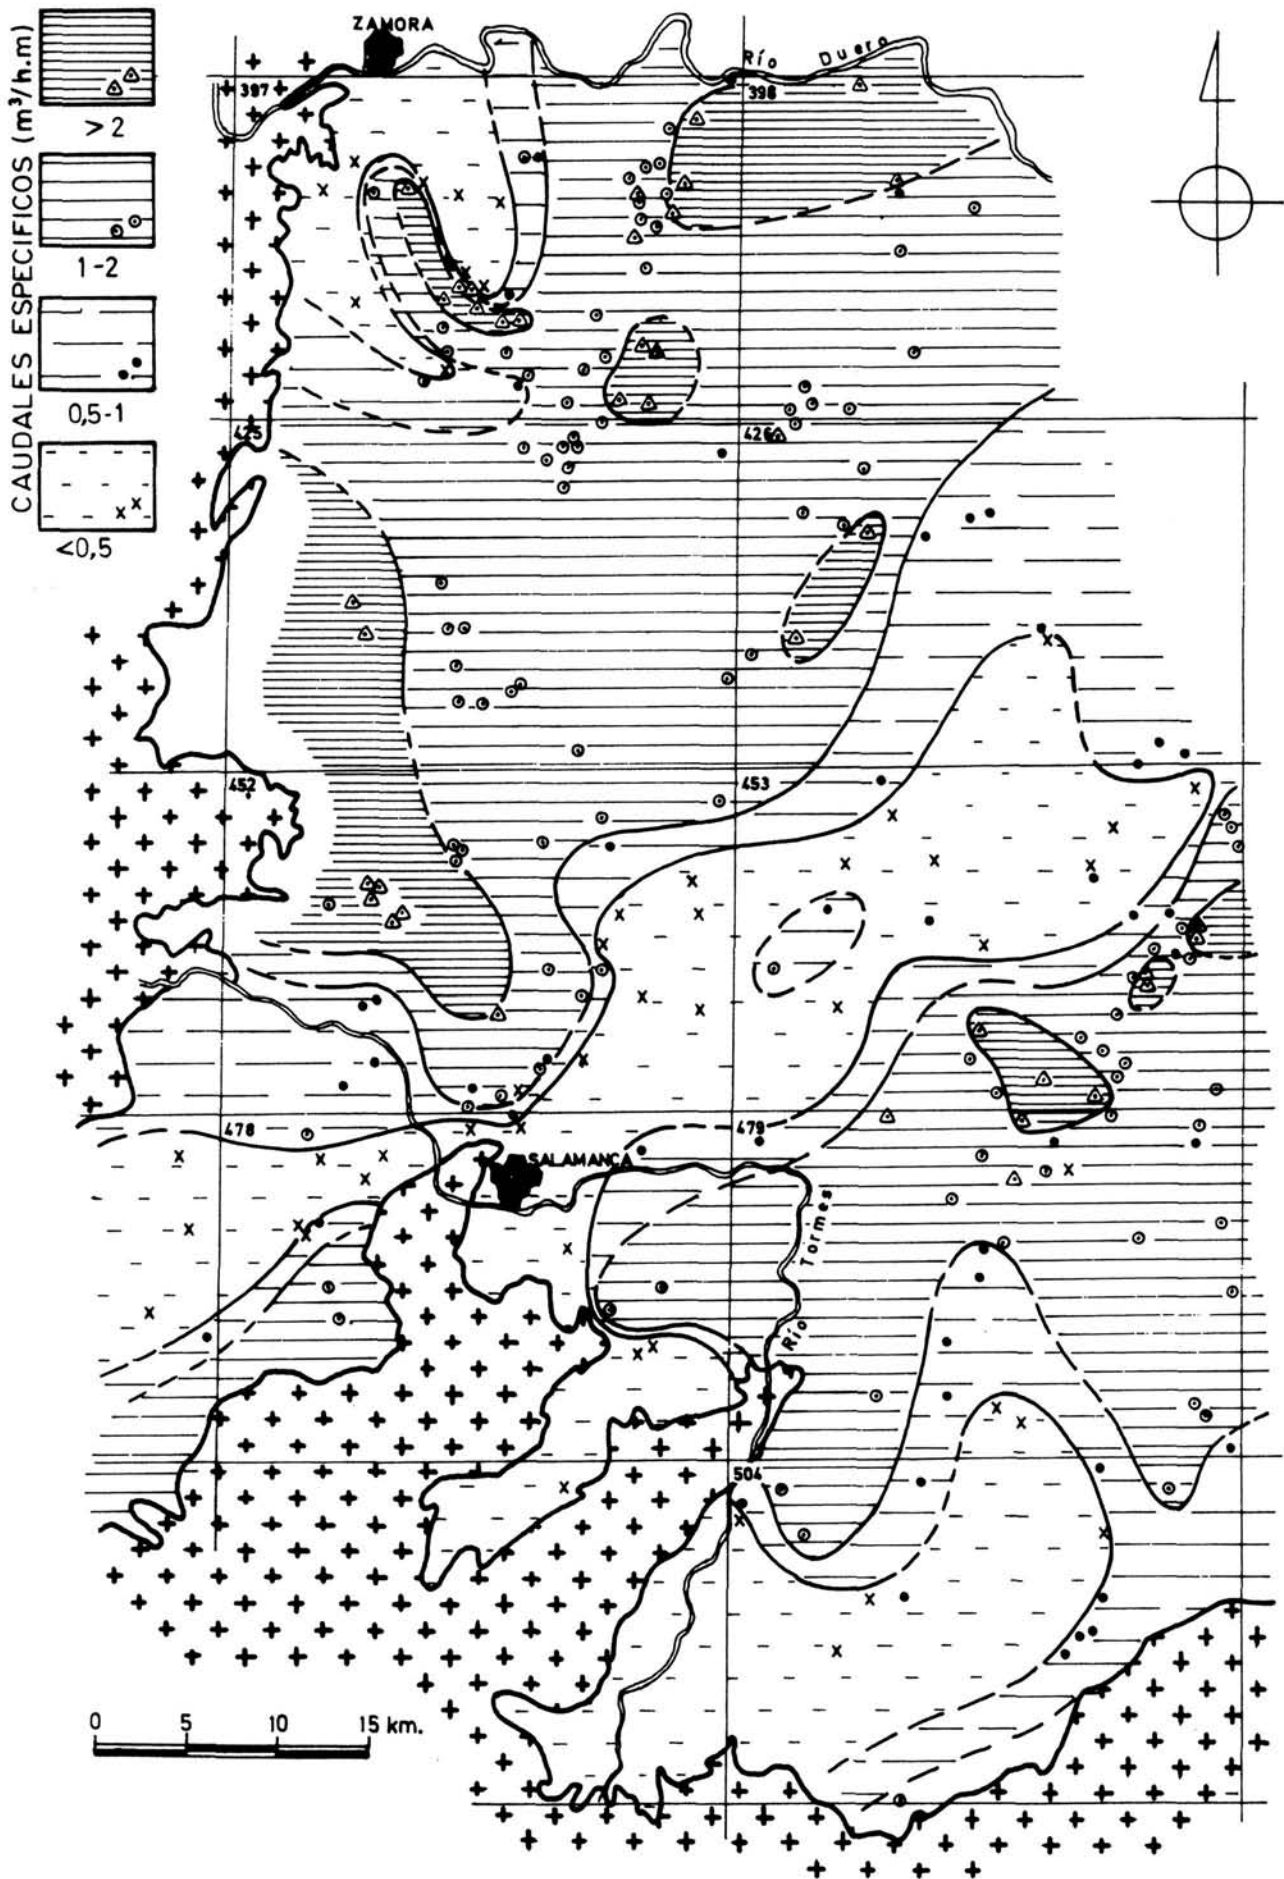 CAUDALES ESPECIFICOS (m³/h.m)
> 2
1-2
0,5-1
<0,5
ZAMORA
Río Duero
397
398
425
426
452
453
478
479
SALAMANCA
Río Tormes
504
0 5 10 15 km.